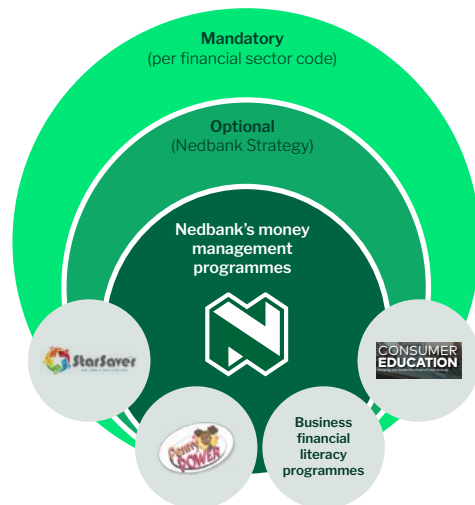 Mandatory
(per financial sector code)
Optional
(Nedbank Strategy)
Nedbank's money
management
programmes
StarSaver
CONSUMER
EDUCATION
Penny
POWER
Business
financial
literacy
programmes